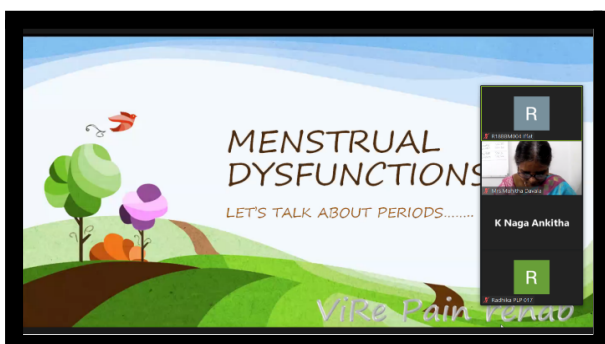 MENSTRUAL
DYSFUNCTIONS
LET'S TALK ABOUT PERIODS........
ViRe Pain rendo
R
K Naga Ankitha
R
Radhika PLP 017